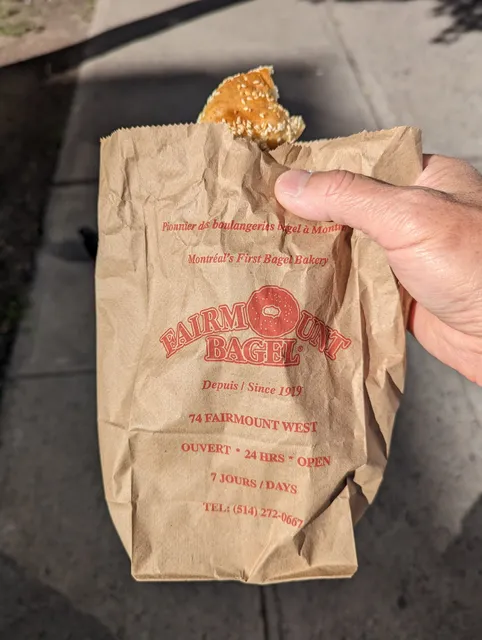 Pionnier des boulangeries bagel à Montr
Montréal's First Bagel Bakery
FAIRMOUNT
BAGEL
Depuis / Since 1919
74 FAIRMOUNT WEST
OUVERT * 24 HRS * OPEN
7 JOURS / DAYS
TEL: (514) 272-0667